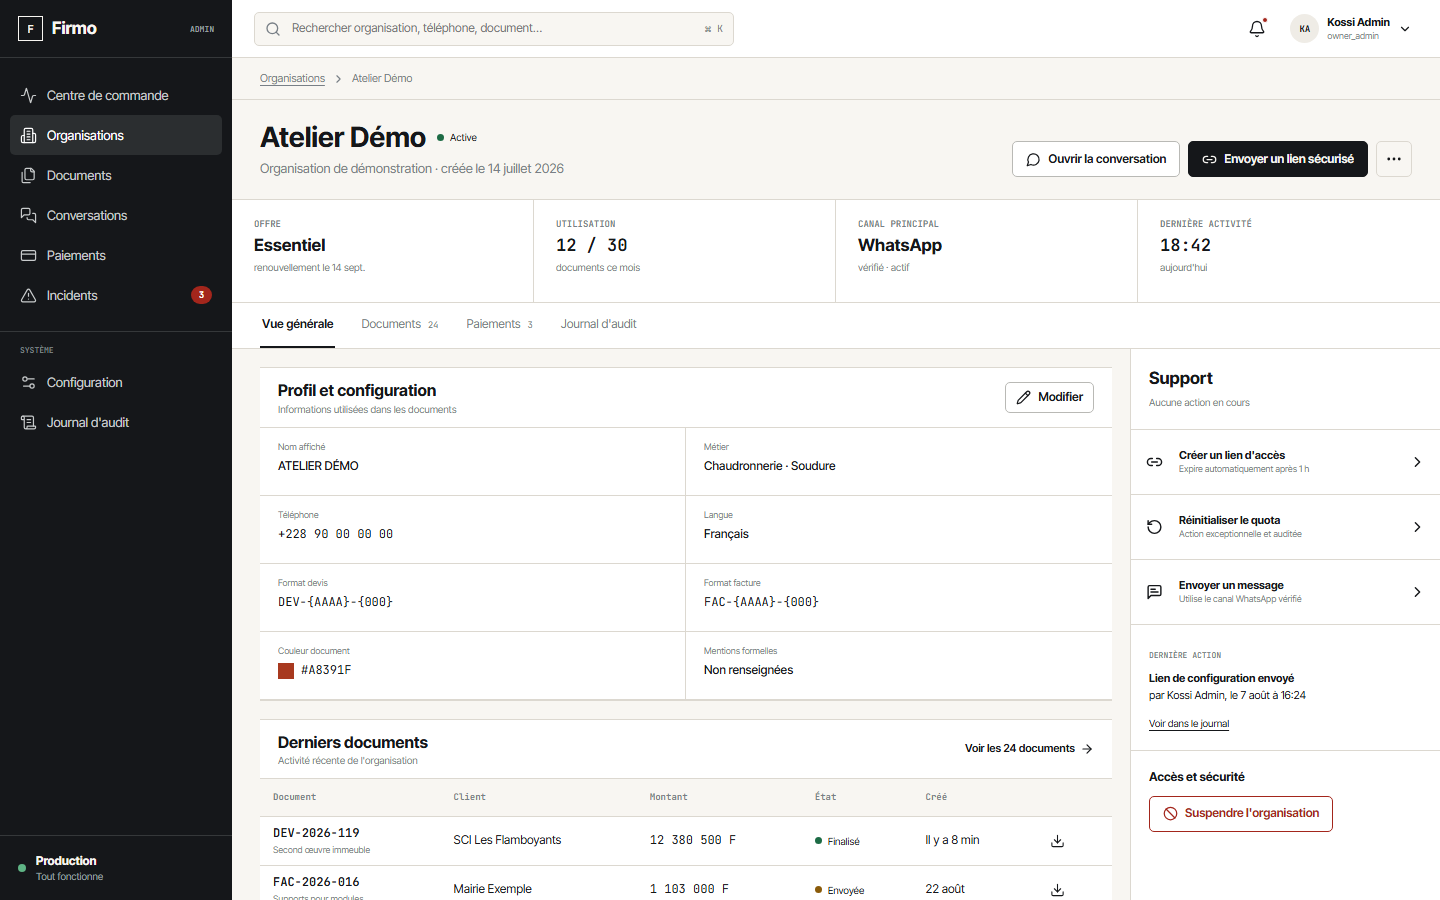 F Firmo ADMIN
Centre de commande
Organisations
Documents
Conversations
Paiements
Incidents 3
SYSTÈME
Configuration
Journal d'audit
Production
Tout fonctionne
Rechercher organisation, téléphone, document... ⌘ K
KA Kossi Admin
owner_admin
Organisations > Atelier Démo
Atelier Démo Active
Organisation de démonstration · créée le 14 juillet 2026
Ouvrir la conversation
Envoyer un lien sécurisé
OFFRE
Essentiel
renouvellement le 14 sept.
UTILISATION
12 / 30
documents ce mois
CANAL PRINCIPAL
WhatsApp
vérifié · actif
DERNIÈRE ACTIVITÉ
18:42
aujourd'hui
Vue générale Documents 24 Paiements 3 Journal d'audit
Profil et configuration
Informations utilisées dans les documents
Modifier
Nom affiché
ATELIER DÉMO
Métier
Chaudronnerie · Soudure
Téléphone
+228 90 00 00 00
Langue
Français
Format devis
DEV-{AAAA}-{000}
Format facture
FAC-{AAAA}-{000}
Couleur document
#A8391F
Mentions formelles
Non renseignées
Derniers documents
Activité récente de l'organisation
Voir les 24 documents
Document Client Montant État Créé
DEV-2026-119 SCI Les Flamboyants 12 380 500 F Finalisé Il y a 8 min
Second œuvre immeuble
FAC-2026-016 Mairie Exemple 1 103 000 F Envoyée 22 août
Supports pour modules
Support
Aucune action en cours
Créer un lien d'accès
Expire automatiquement après 1 h
Réinitialiser le quota
Action exceptionnelle et auditée
Envoyer un message
Utilise le canal WhatsApp vérifié
DERNIÈRE ACTION
Lien de configuration envoyé
par Kossi Admin, le 7 août à 16:24
Voir dans le journal
Accès et sécurité
Suspendre l'organisation